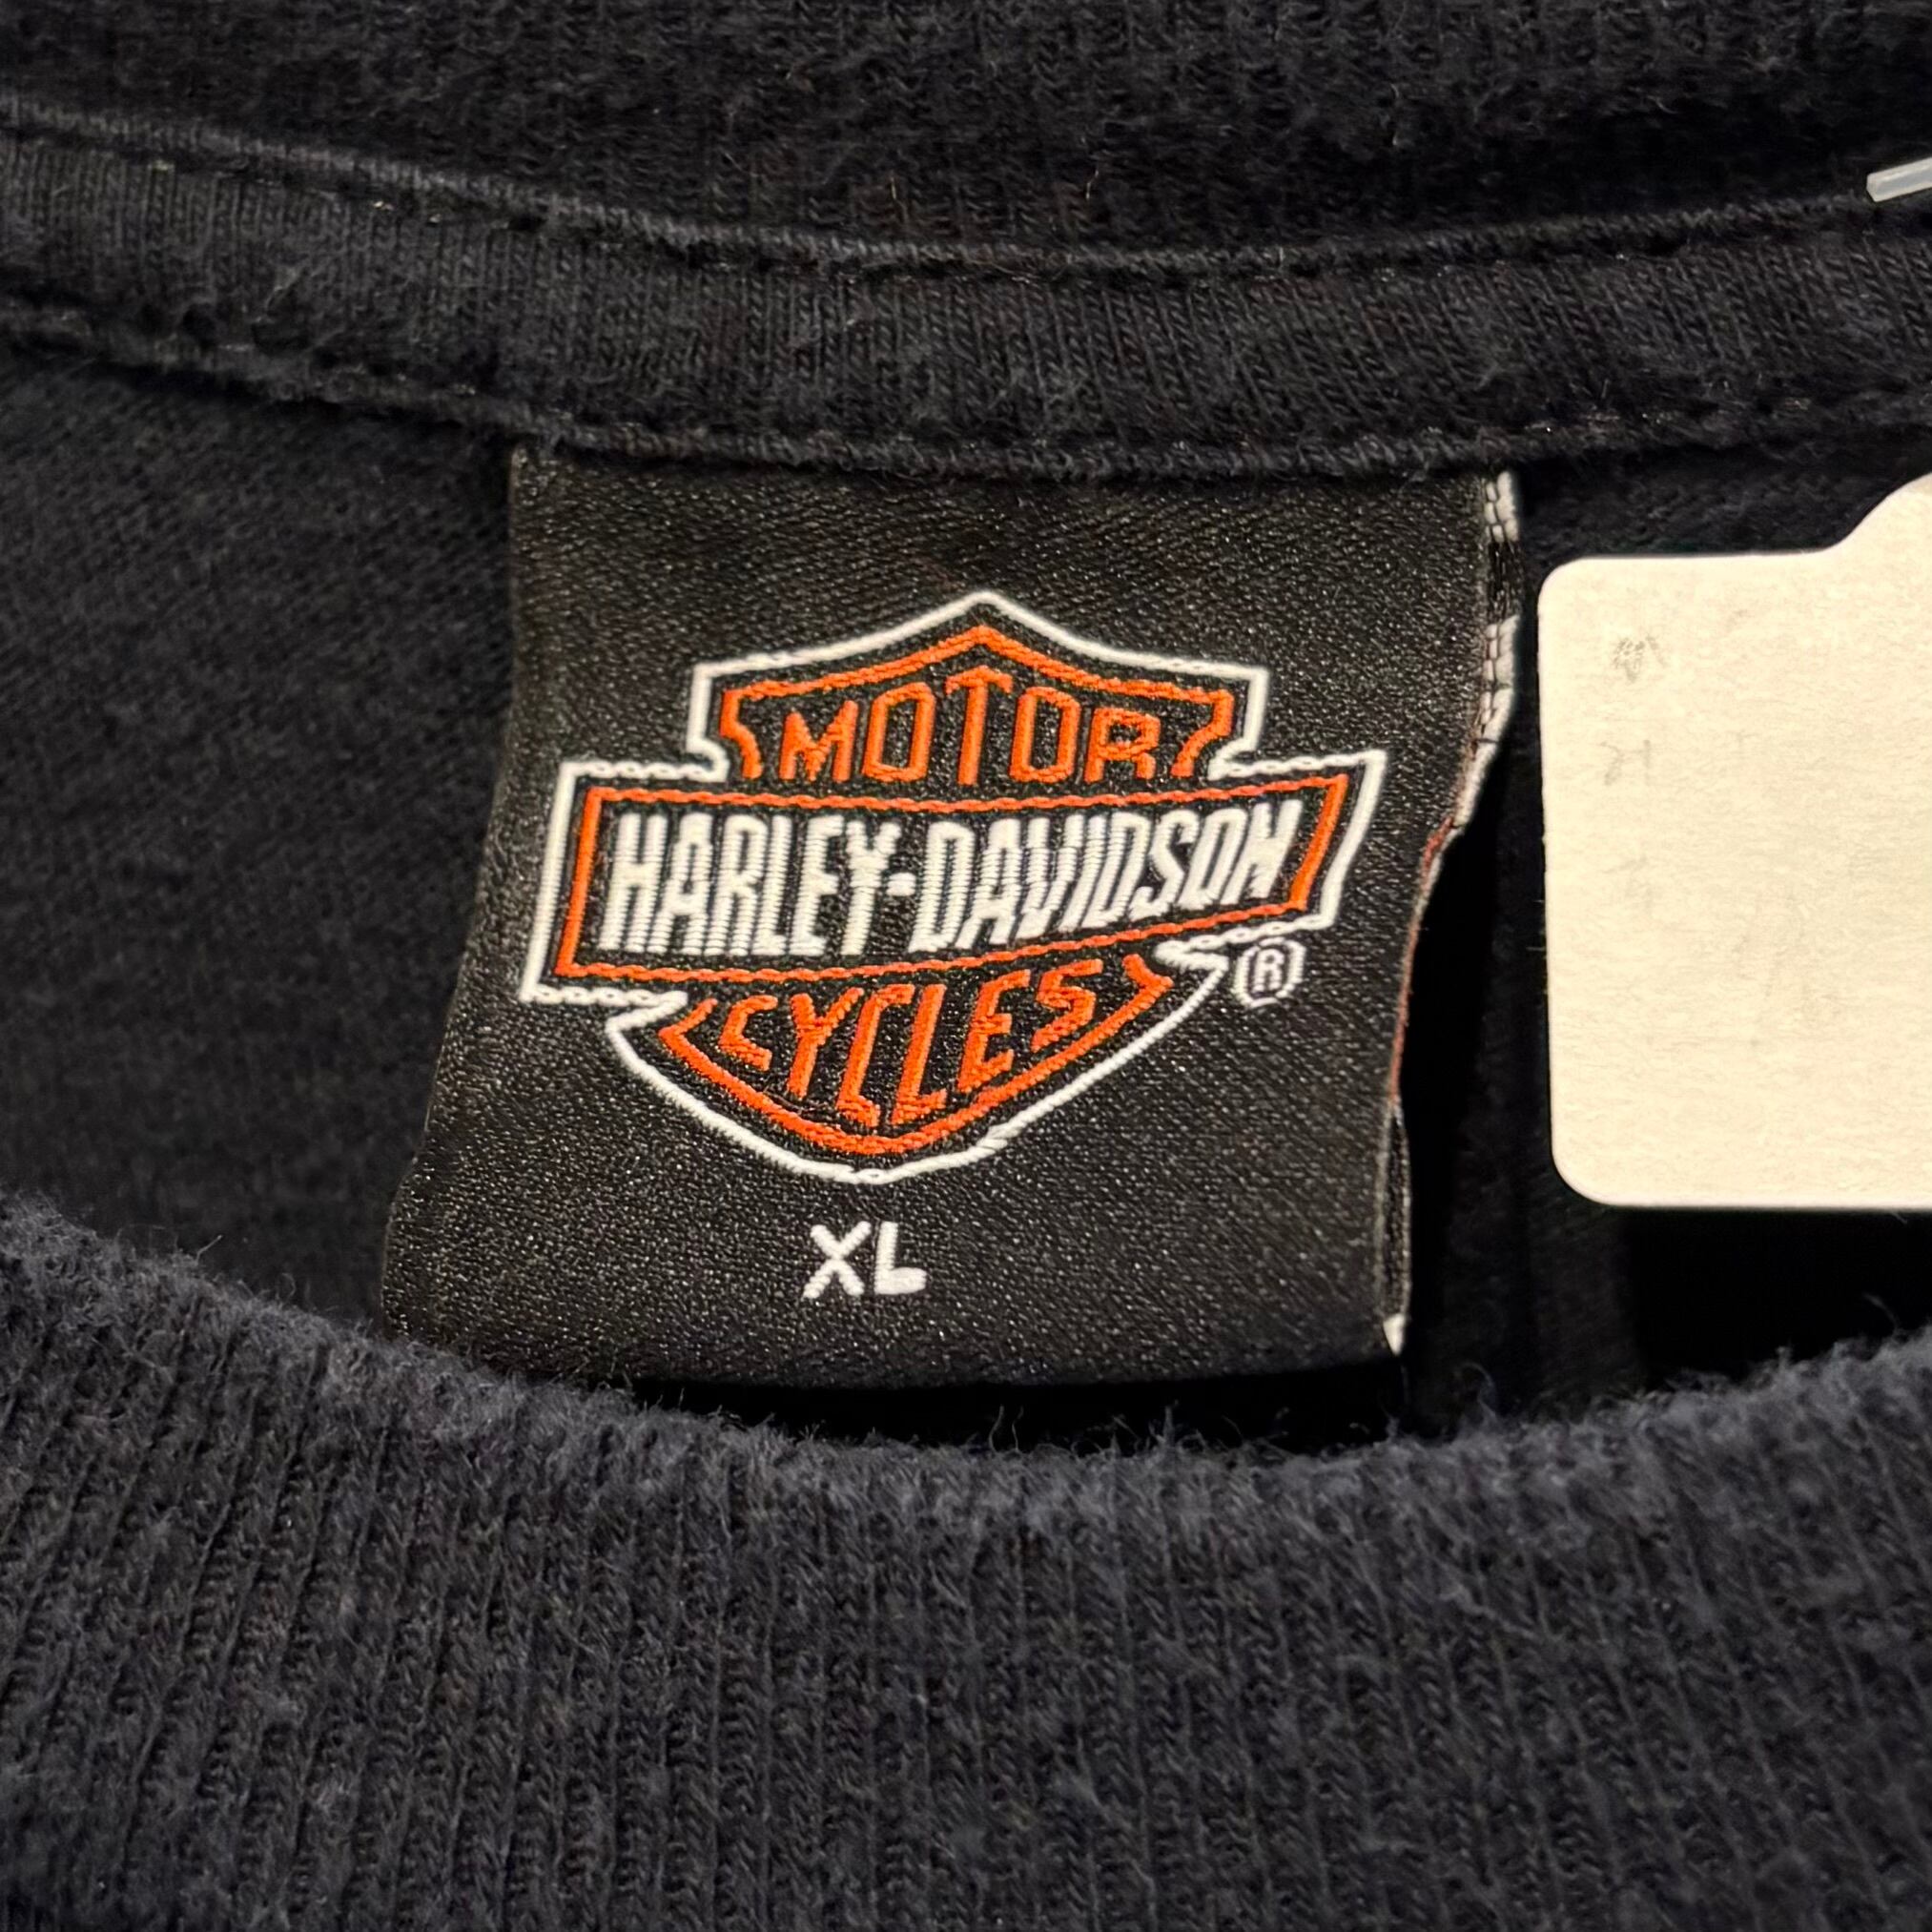 MOTOR
HARLEY-DAVIDSON
®
CYCLES
XL